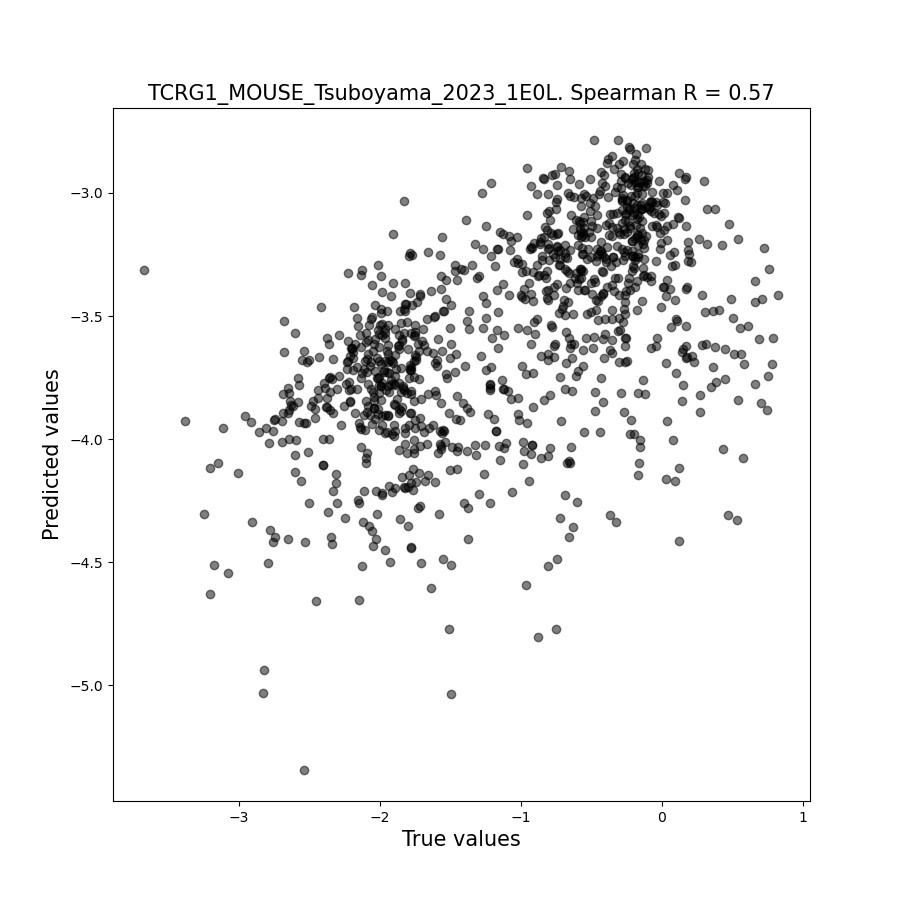 TCRG1_MOUSE_Tsuboyama_2023_1E0L. Spearman R = 0.57
Predicted values
−3.0
−3.5
−4.0
−4.5
−5.0
−3 −2 −1 0 1
True values